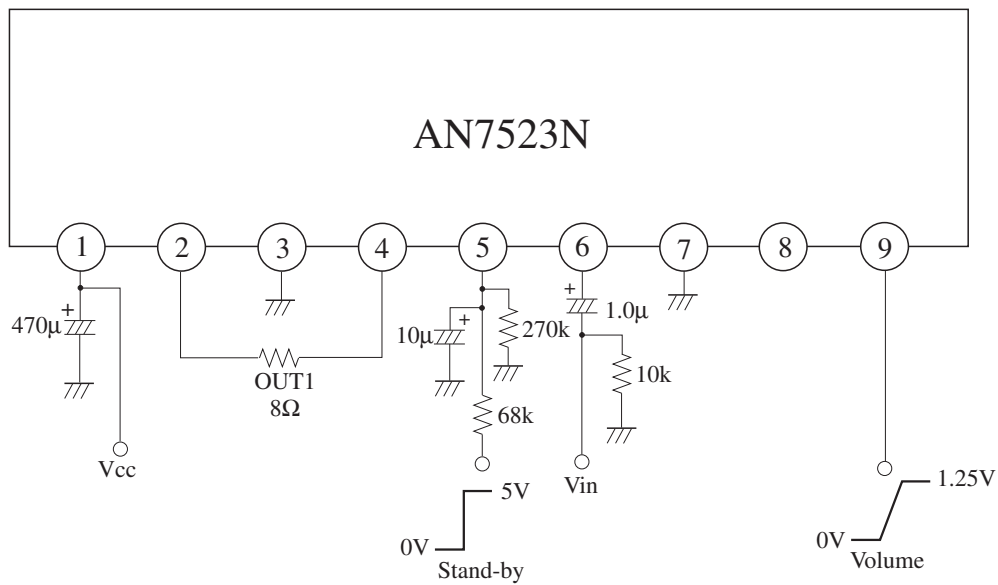 AN7523N
1 2 3 4 5 6 7 8 9
+
470µ
Vcc
OUT1
8Ω
10µ
+
270k
68k
5V
0V
Stand-by
+
1.0µ
10k
Vin
1.25V
0V
Volume